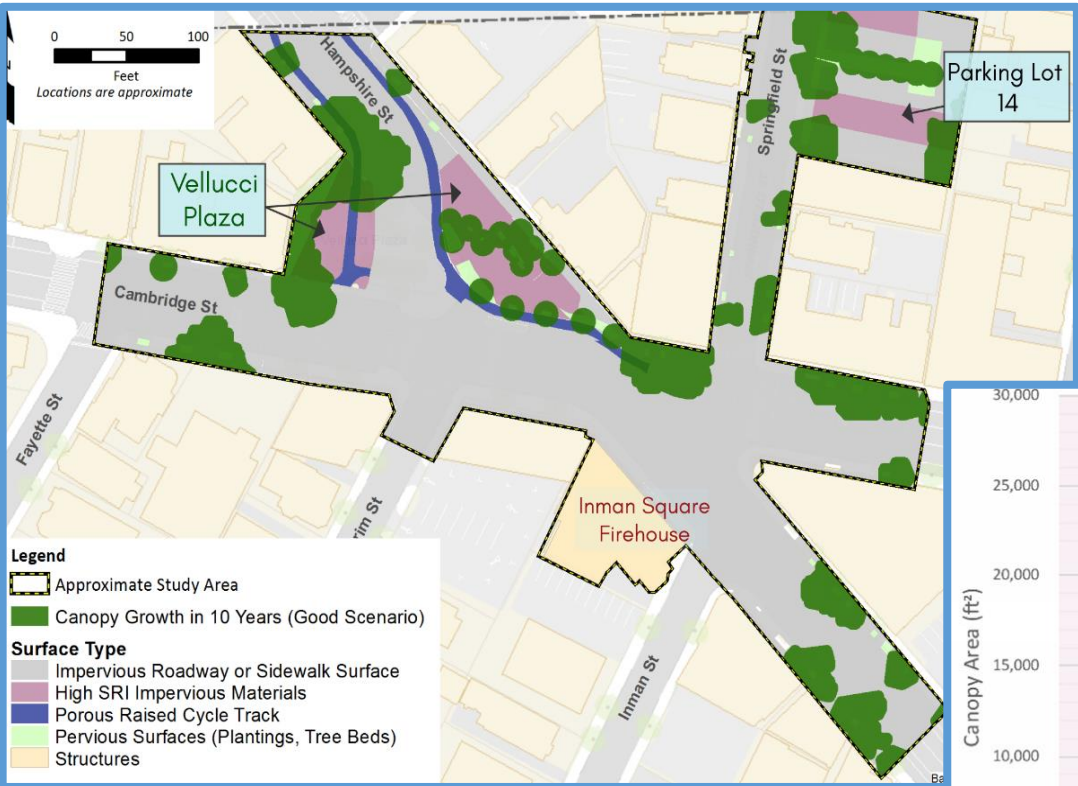 0 50 100
Feet
Locations are approximate
Hampshire St
Springfield St
Parking Lot
14
Vellucci
Plaza
Cambridge St
Fayette St
rim St
Inman Square
Firehouse
Inman St
Legend
Approximate Study Area
Canopy Growth in 10 Years (Good Scenario)
Surface Type
Impervious Roadway or Sidewalk Surface
High SRI Impervious Materials
Porous Raised Cycle Track
Pervious Surfaces (Plantings, Tree Beds)
Structures
Ba
30,000
25,000
20,000
15,000
10,000
Canopy Area (ft²)